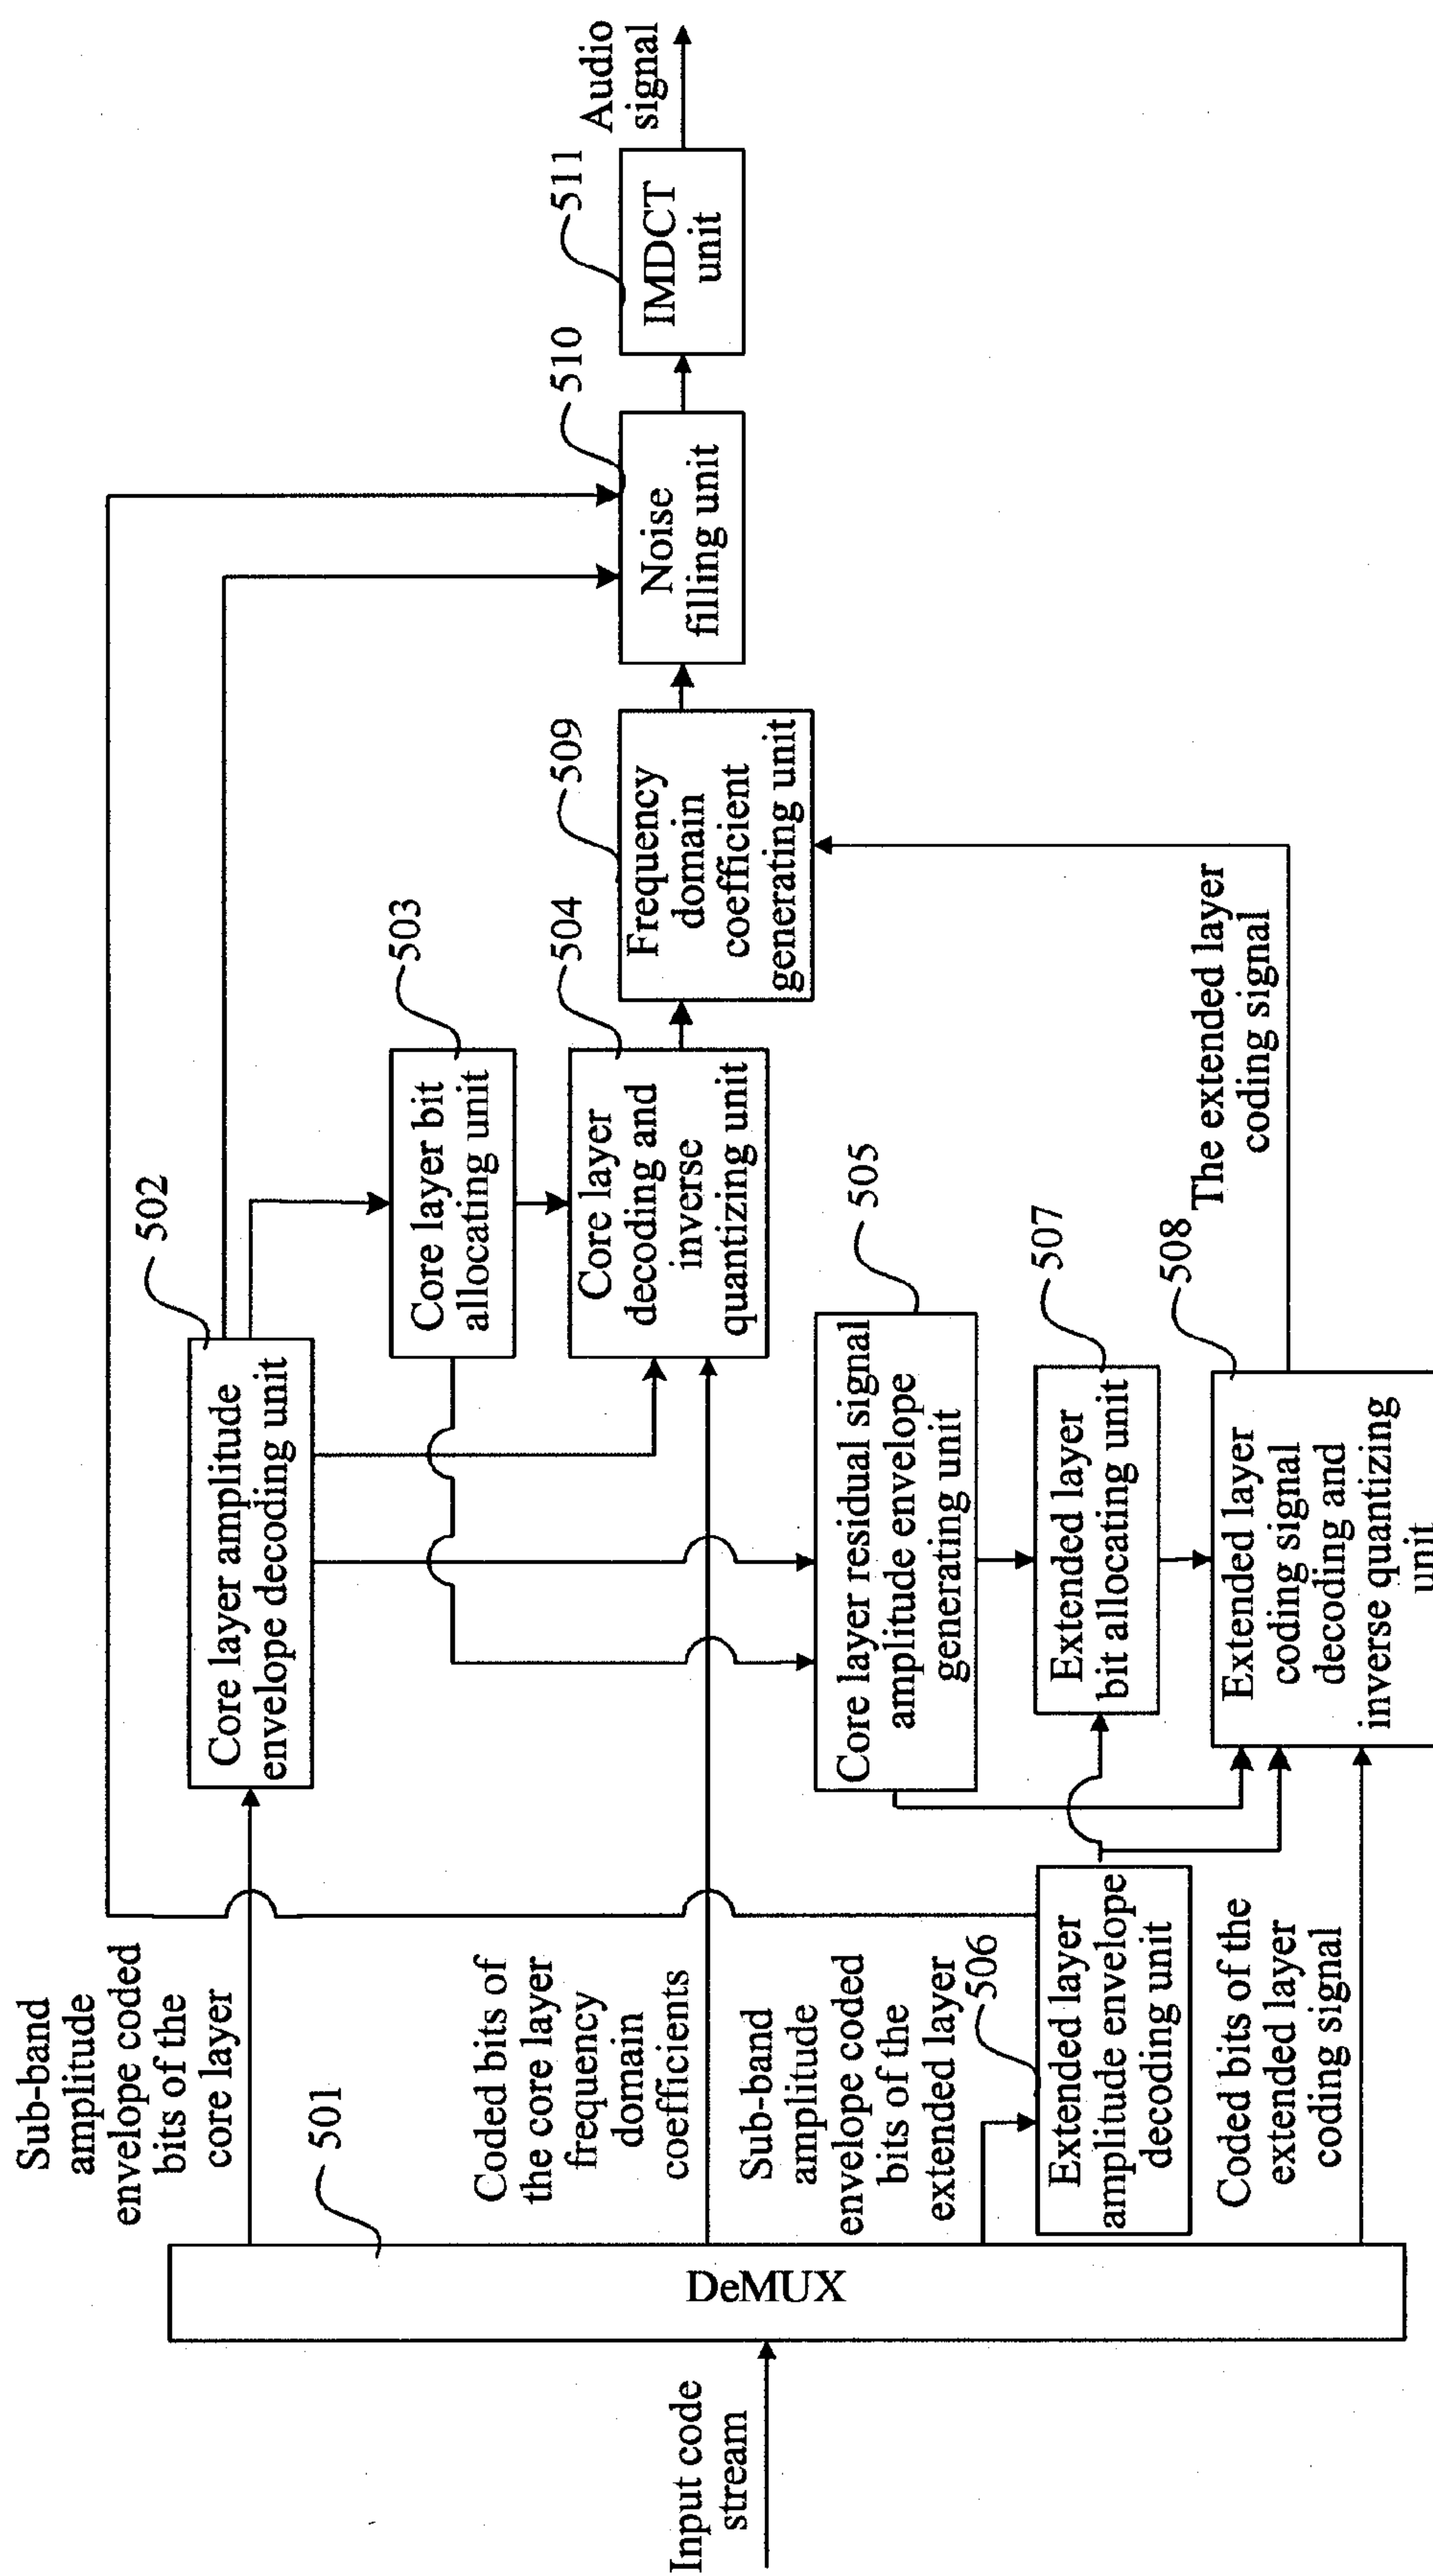 Input code
stream
DeMUX
501
Sub-band
amplitude
envelope coded
bits of the
core layer
Coded bits of
the core layer
frequency
domain
coefficients
Sub-band
amplitude
envelope coded
bits of the
extended layer
Coded bits of the
extended layer
coding signal
506
Extended layer
amplitude envelope
decoding unit
502
Core layer amplitude
envelope decoding unit
503
Core layer bit
allocating unit
504
Core layer
decoding and
inverse
quantizing unit
505
Core layer residual signal
amplitude envelope
generating unit
507
Extended layer
bit allocating unit
508
Extended layer
coding signal
decoding and
inverse quantizing
unit
The extended layer
coding signal
509
Frequency
domain
coefficient
generating unit
510
Noise
filling unit
511
IMDCT
unit
Audio
signal